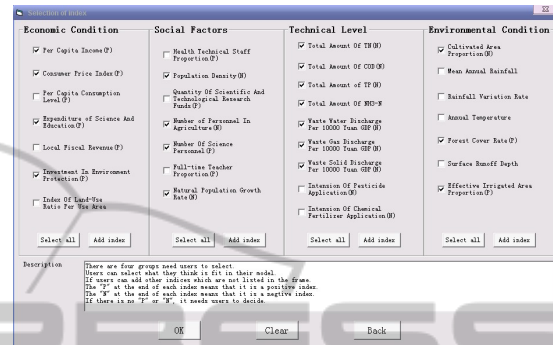 Selection of index
Economic Condition
Per Capita Income(P)
Consumer Price Index(P)
Per Capita Consumption
Level(P)
Expenditure of Science And
Education(P)
Local Fiscal Revenue(P)
Investment In Environment
Protection(P)
Index Of Land-Use
Ratio Per Use Area
Select all
Add index
Social Factors
Health Technical Staff
Proportion(P)
Population Density(N)
Quantity Of Scientific And
Technological Research
Funds(P)
Number of Personnel In
Agriculture(N)
Number Of Science
Personnel(P)
Full-time Teacher
Proportion(P)
Natural Population Growth
Rate(N)
Select all
Add index
Technical Level
Total Amount Of TN(N)
Total Amount Of COD(N)
Total Amount of TP(N)
Total Amount Of NH3-N
Waste Water Discharge
Per 10000 Yuan GDP(N)
Waste Gas Discharge
Per 10000 Yuan GDP(N)
Waste Solid Discharge
Per 10000 Yuan GDP(N)
Intension Of Pesticide
Application(N)
Intension Of Chemical
Fertilizer Application(N)
Select all
Add index
Environmental Condition
Cultivated Area
Proportion(N)
Mean Annual Rainfall
Rainfall Variation Rate
Annual Temperature
Forest Cover Rate(P)
Surface Runoff Depth
Effective Irrigated Area
Proportion(P)
Select all
Add index
Description
There are four groups need users to select.
Users can select what they think is fit in their model.
If users can add other indices which are not listed in the frame.
The "P" at the end of each index means that it is a positive index.
The "N" at the end of each index means that it is a negtive index.
If there is no "P" or "N", it needs users to decide.
OK
Clear
Back